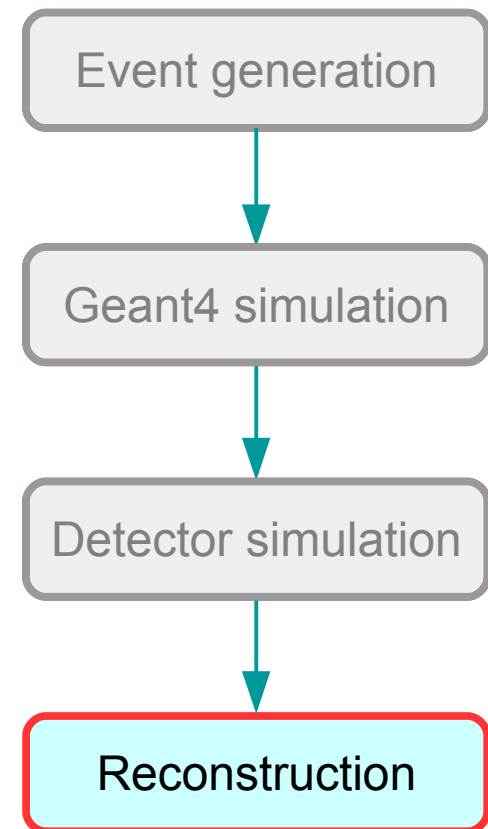 Event generation
Geant4 simulation
Detector simulation
Reconstruction